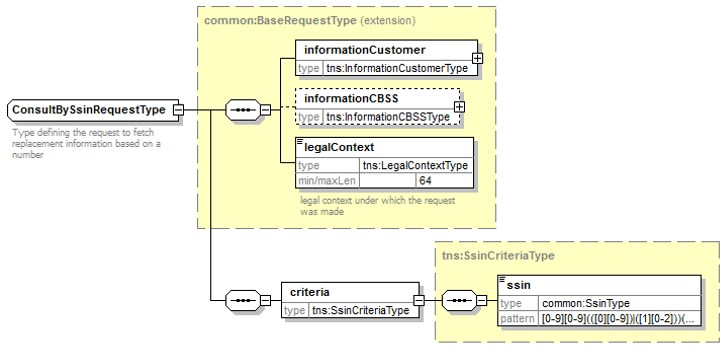 common:BaseRequestType (extension)
informationCustomer
type tns:InformationCustomerType
ConsultBySsinRequestType
Type defining the request to fetch
replacement information based on a
number
informationCBSS
type tns:InformationCBSSType
legalContext
type tns:LegalContextType
min/maxLen 64
legal context under which the request
was made
tns:SsinCriteriaType
criteria
type tns:SsinCriteriaType
ssin
type common:SsinType
pattern [0-9][0-9](([0][0-9])|([1][0-2]))(...